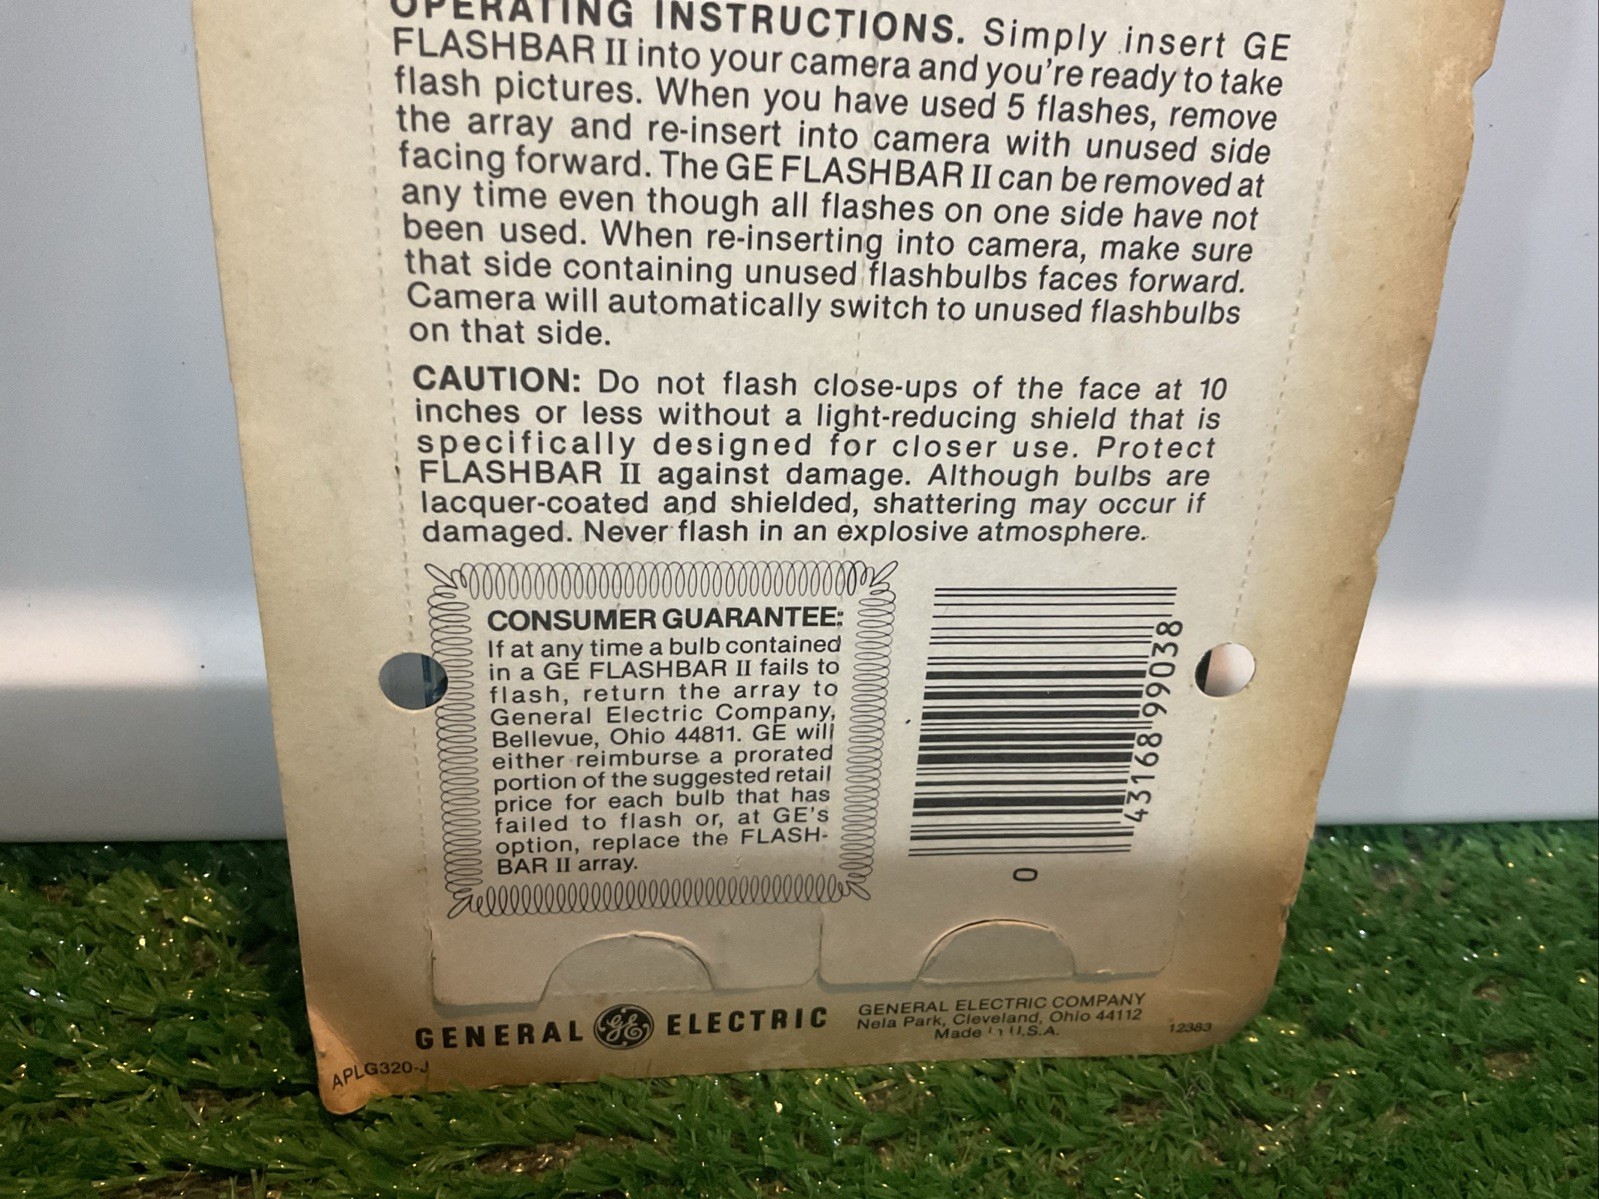 OPERATING INSTRUCTIONS. Simply insert GE
FLASHBAR II into your camera and you're ready to take
flash pictures. When you have used 5 flashes, remove
the array and re-insert into camera with unused side
facing forward. The GE FLASHBAR II can be removed at
any time even though all flashes on one side have not
been used. When re-inserting into camera, make sure
that side containing unused flashbulbs faces forward.
Camera will automatically switch to unused flashbulbs
on that side.
CAUTION: Do not flash close-ups of the face at 10
inches or less without a light-reducing shield that is
specifically designed for closer use. Protect
FLASHBAR II against damage. Although bulbs are
lacquer-coated and shielded, shattering may occur if
damaged. Never flash in an explosive atmosphere.
CONSUMER GUARANTEE:
If at any time a bulb contained
in a GE FLASHBAR II fails to
flash, return the array to
General Electric Company,
Bellevue, Ohio 44811. GE will
either reimburse a prorated
portion of the suggested retail
price for each bulb that has
failed to flash or, at GE's
option, replace the FLASH-
BAR II array.
43168 99038
0
GENERAL GE ELECTRIC
GENERAL ELECTRIC COMPANY
Nela Park, Cleveland, Ohio 44112
Made in U.S.A.
12383
APLG320-J